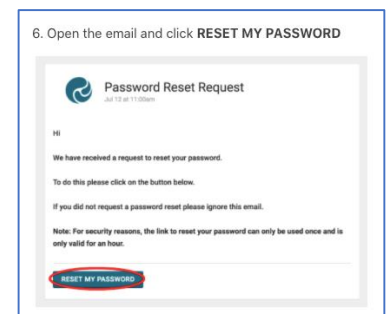 6. Open the email and click RESET MY PASSWORD
Password Reset Request
Jul 13 at 11:00am
Hi
We have received a request to reset your password.
To do this please click on the button below.
If you did not request a password reset please ignore this email.
Note: For security reasons, the link to reset your password can only be used once and is
only valid for an hour.
RESET MY PASSWORD